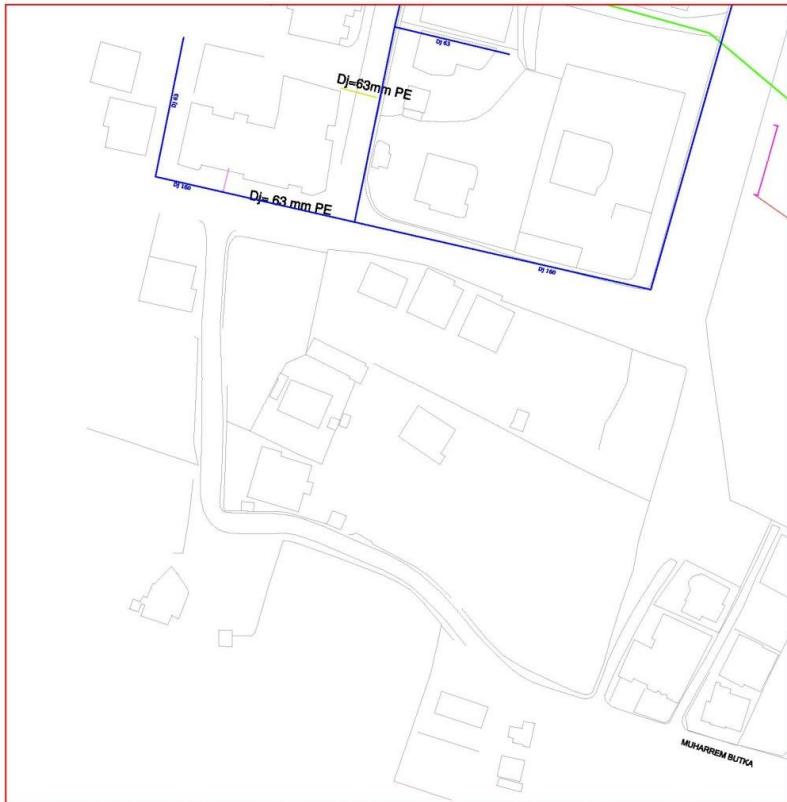 Dj 63
Dj=63mm PE
Dj 63
Dj 160
Dj= 63 mm PE
Dj 160
MUHARREM BUTKA